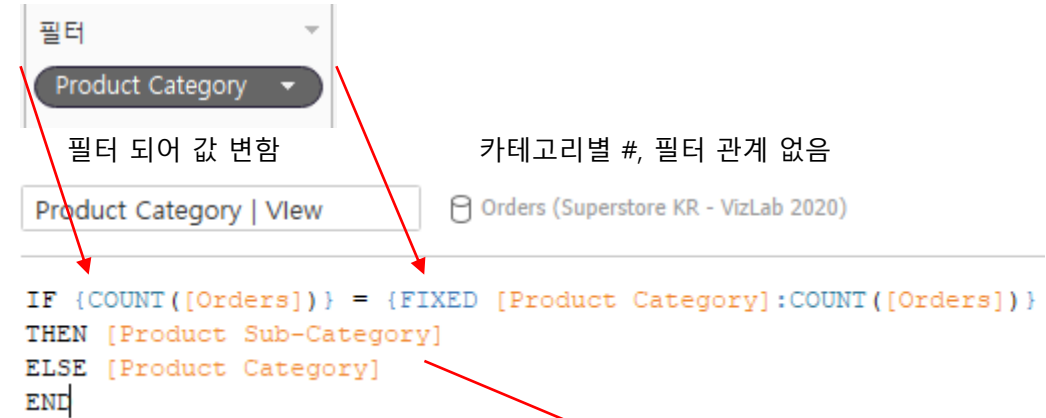 필터
Product Category
필터 되어 값 변함
카테고리별 #, 필터 관계 없음
Product Category | VIew
Orders (Superstore KR - VizLab 2020)
IF {COUNT([Orders])} = {FIXED [Product Category]:COUNT([Orders])}
THEN [Product Sub-Category]
ELSE [Product Category]
END